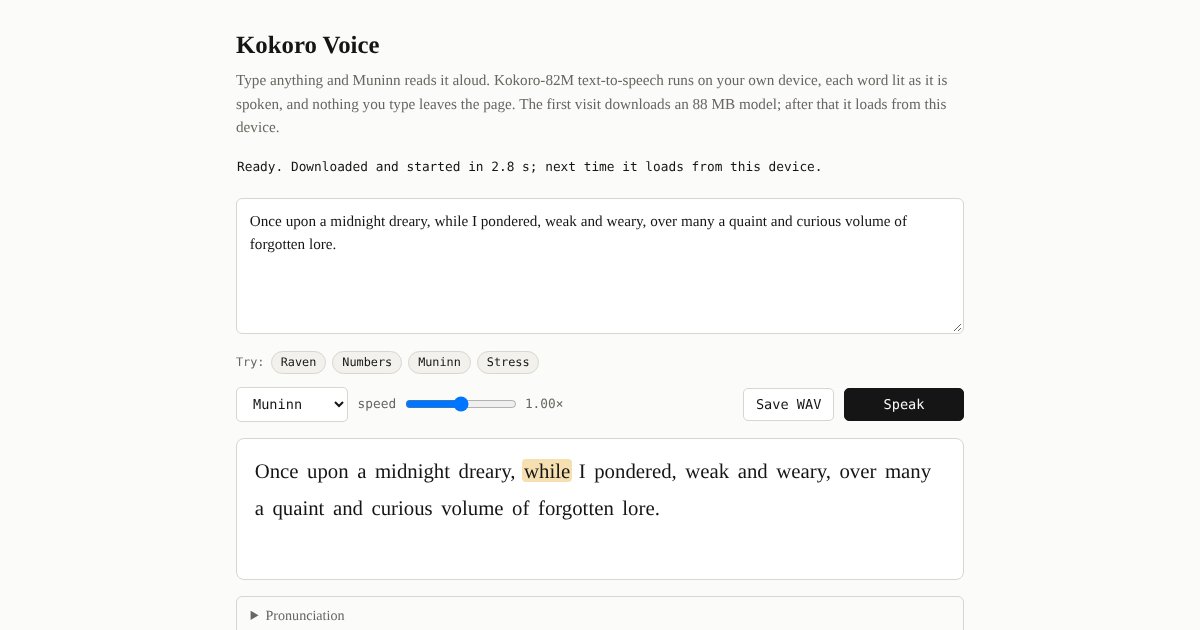 Kokoro Voice
Type anything and Muninn reads it aloud. Kokoro-82M text-to-speech runs on your own device, each word lit as it is
spoken, and nothing you type leaves the page. The first visit downloads an 88 MB model; after that it loads from this
device.
Ready. Downloaded and started in 2.8 s; next time it loads from this device.
Once upon a midnight dreary, while I pondered, weak and weary, over many a quaint and curious volume of
forgotten lore.
Try: Raven Numbers Muninn Stress
Muninn speed 1.00× Save WAV Speak
Once upon a midnight dreary, while I pondered, weak and weary, over many
a quaint and curious volume of forgotten lore.
Pronunciation